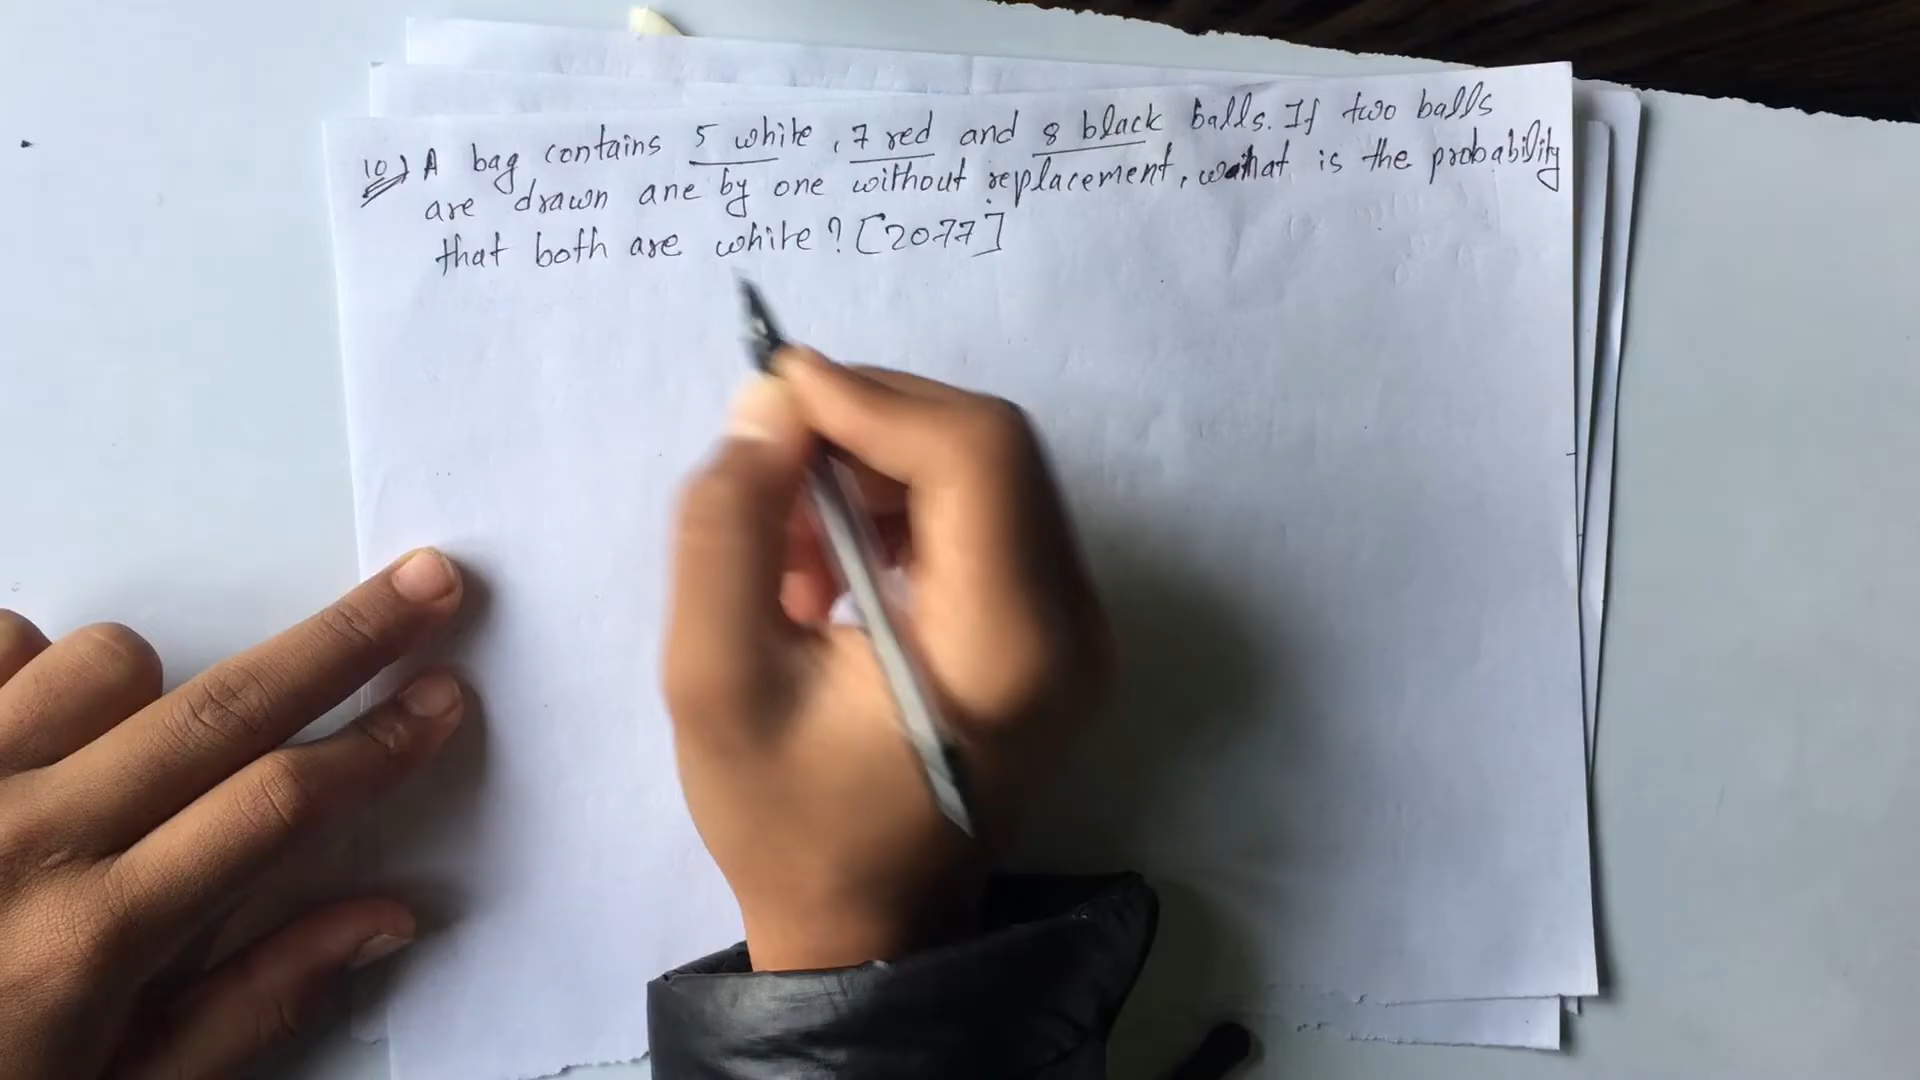 10) A bag contains 5 white, 7 red and 8 black balls. If two balls
are drawn ane by one without replacement, what is the probability
that both are white? [2077]